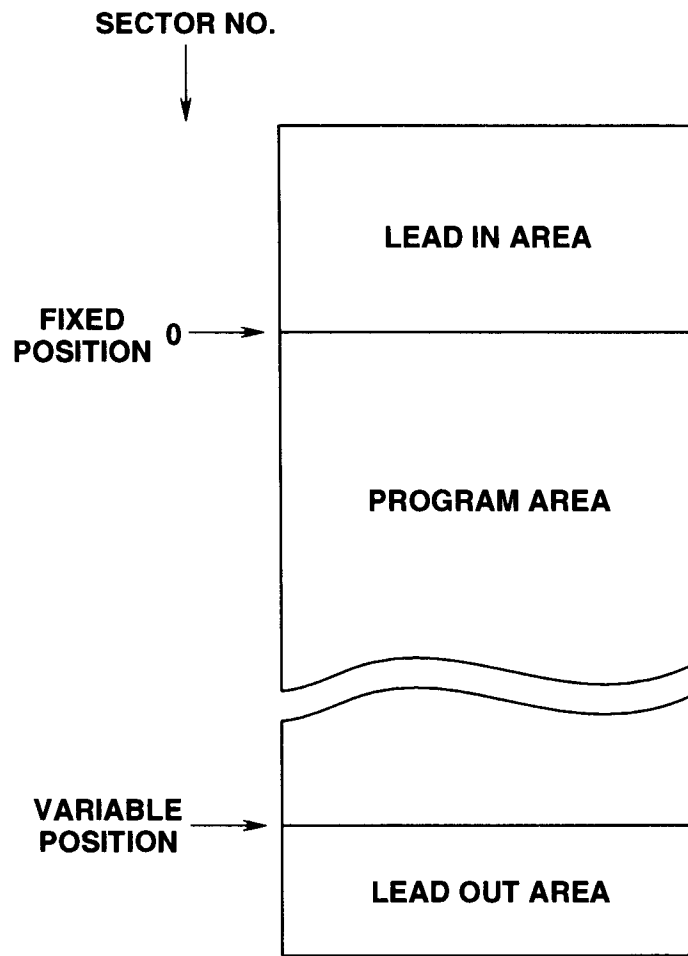 SECTOR NO.
LEAD IN AREA
FIXED
POSITION 0
PROGRAM AREA
VARIABLE
POSITION
LEAD OUT AREA